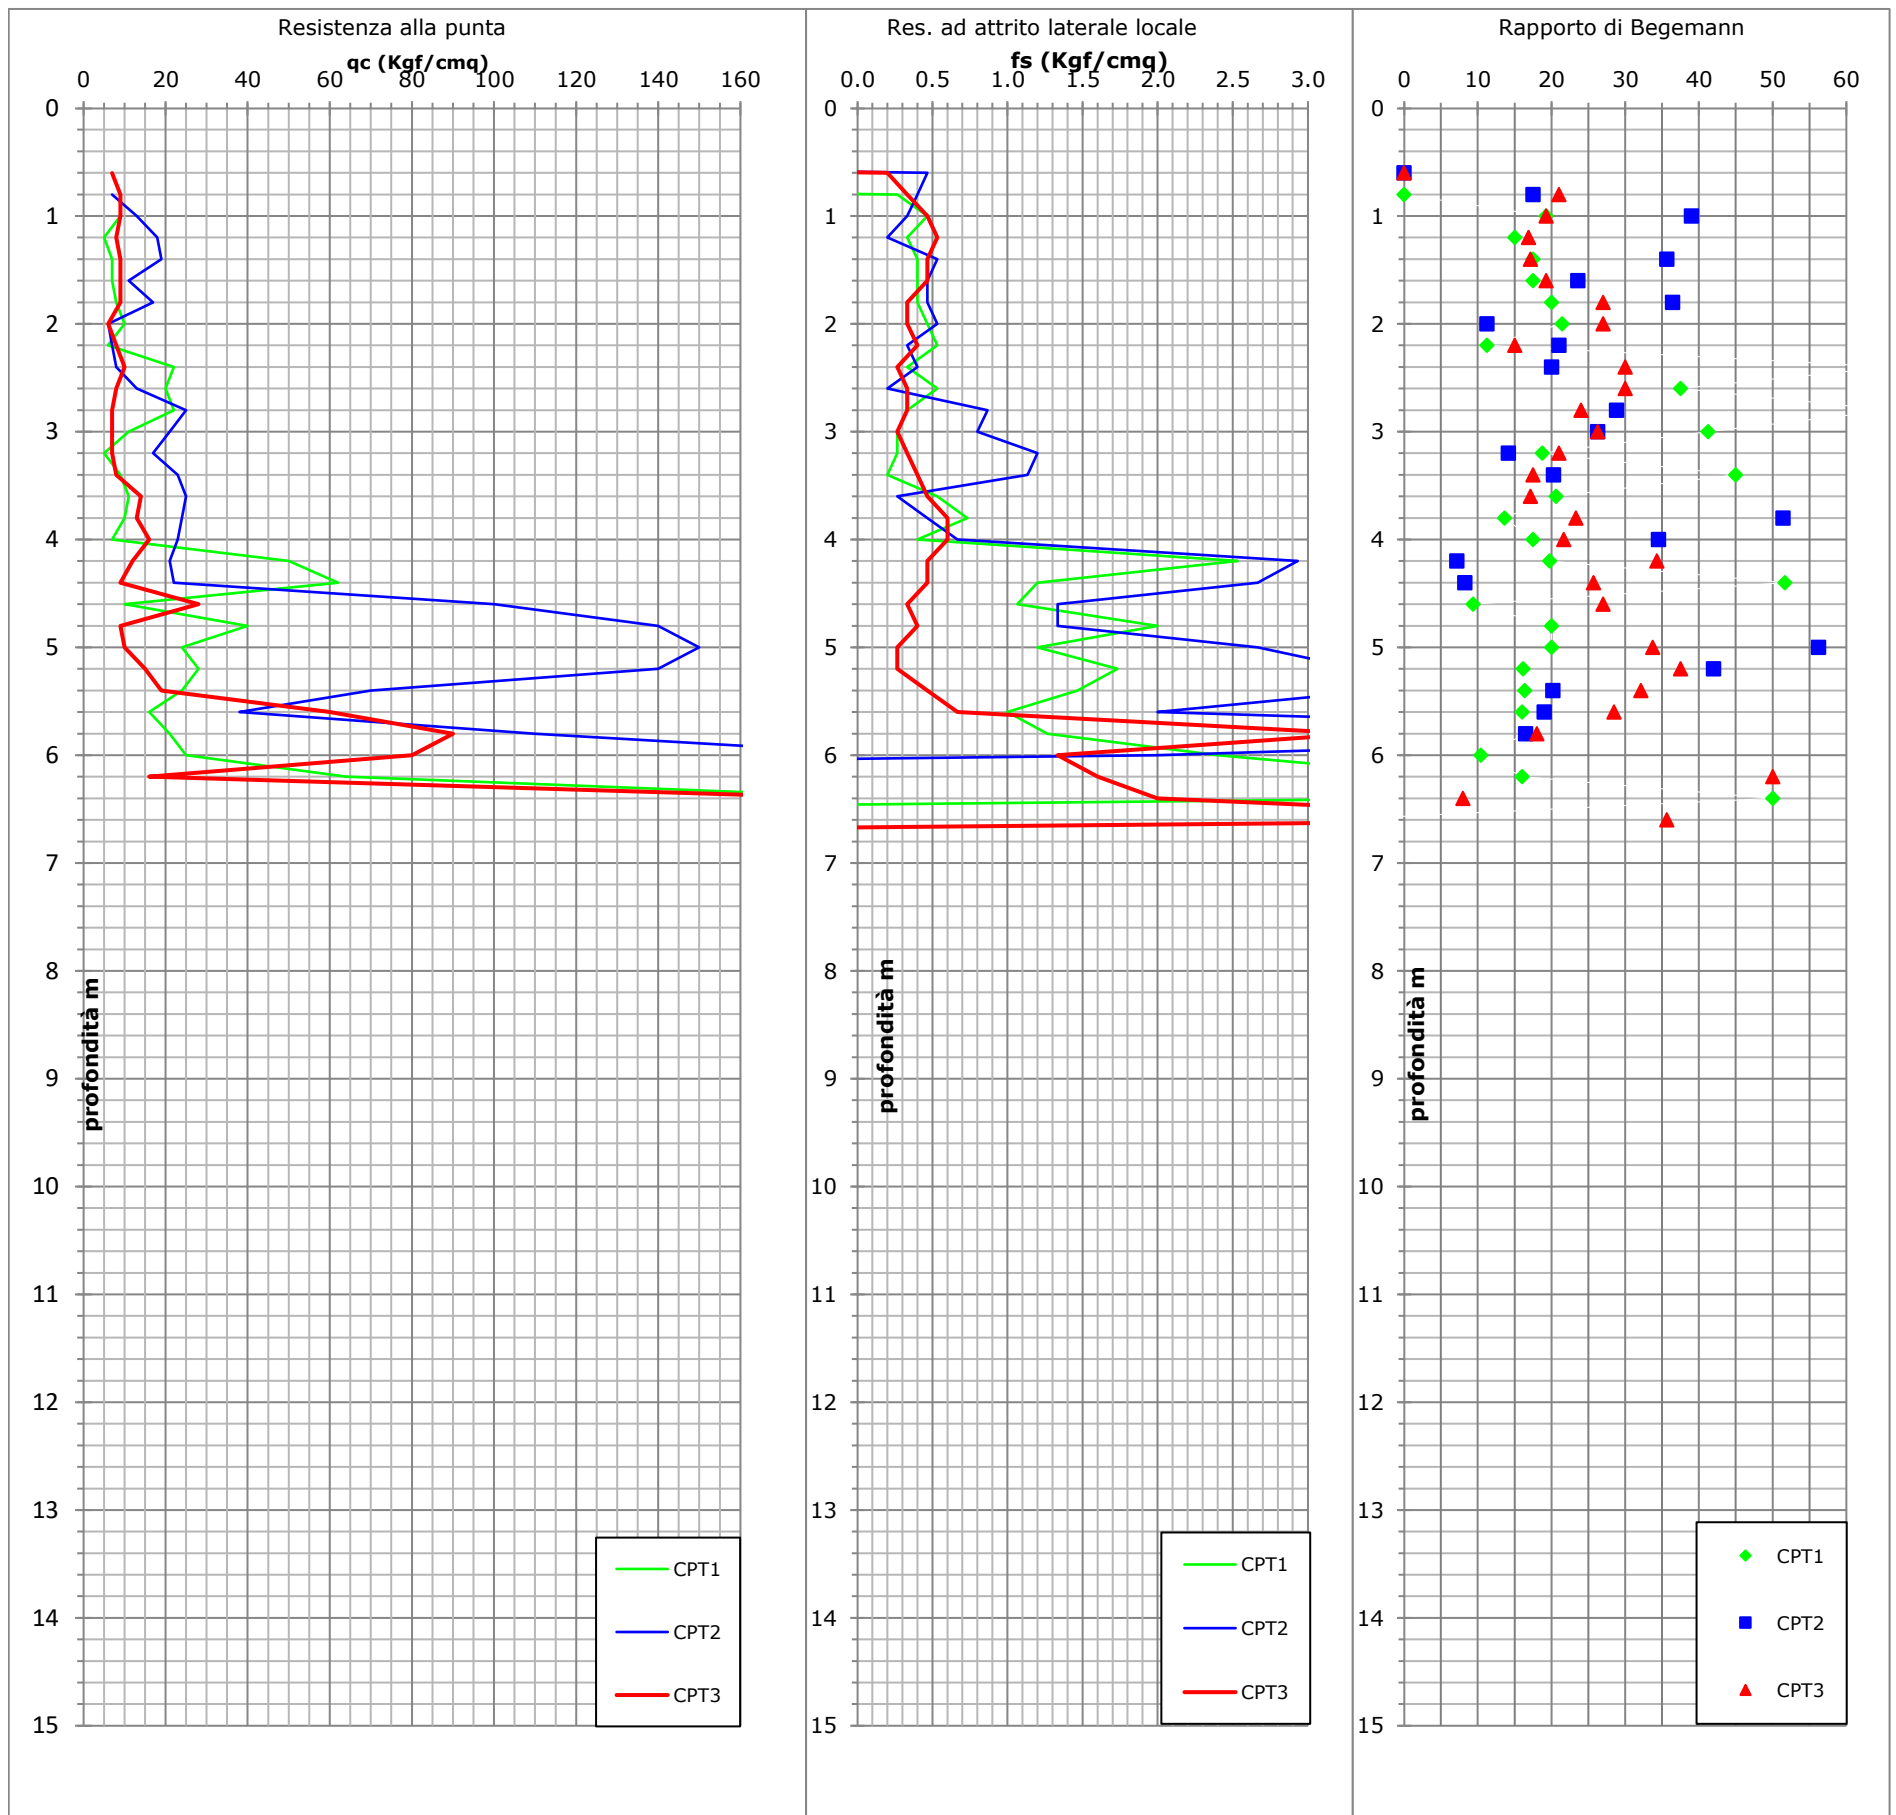 Resistenza alla punta
qc (Kgf/cmq)
0 20 40 60 80 100 120 140 160
0
1
2
3
4
5
6
7
8
9
10
11
12
13
14
15
profondità m
CPT1
CPT2
CPT3
Res. ad attrito laterale locale
fs (Kgf/cmq)
0.0 0.5 1.0 1.5 2.0 2.5 3.0
0
1
2
3
4
5
6
7
8
9
10
11
12
13
14
15
profondità m
CPT1
CPT2
CPT3
Rapporto di Begemann
0 10 20 30 40 50 60
0
1
2
3
4
5
6
7
8
9
10
11
12
13
14
15
profondità m
CPT1
CPT2
CPT3